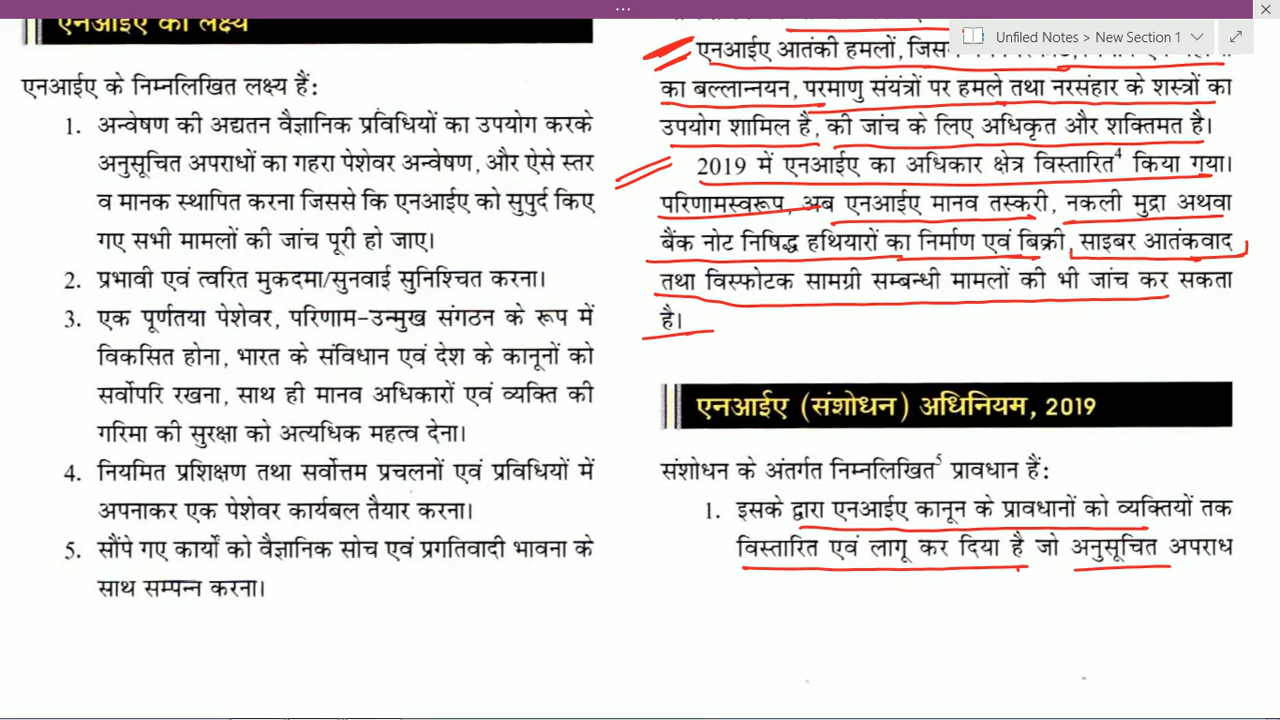 एनआईए का लक्ष्य
एनआईए के निम्नलिखित लक्ष्य हैं:
1. अन्वेषण की अद्यतन वैज्ञानिक प्रविधियों का उपयोग करके
अनुसूचित अपराधों का गहरा पेशेवर अन्वेषण, और ऐसे स्तर
व मानक स्थापित करना जिससे कि एनआईए को सुपुर्द किए
गए सभी मामलों की जांच पूरी हो जाए।
2. प्रभावी एवं त्वरित मुकदमा/सुनवाई सुनिश्चित करना।
3. एक पूर्णतया पेशेवर, परिणाम-उन्मुख संगठन के रूप में
विकसित होना, भारत के संविधान एवं देश के कानूनों को
सर्वोपरि रखना, साथ ही मानव अधिकारों एवं व्यक्ति की
गरिमा की सुरक्षा को अत्यधिक महत्व देना।
4. नियमित प्रशिक्षण तथा सर्वोत्तम प्रचलनों एवं प्रविधियों में
अपनाकर एक पेशेवर कार्यबल तैयार करना।
5. सौंपे गए कार्यों को वैज्ञानिक सोच एवं प्रगतिवादी भावना के
साथ सम्पन्न करना।
Unfiled Notes > New Section 1
एनआईए आतंकी हमलों,
का बल्लान्नयन, परमाणु संयंत्रों पर हमले तथा नरसंहार के शस्त्रों का
उपयोग शामिल है, की जांच के लिए अधिकृत और शक्तिमत है।
2019 में एनआईए का अधिकार क्षेत्र विस्तारित⁴ किया गया।
परिणामस्वरूप, अब एनआईए मानव तस्करी, नकली मुद्रा अथवा
बैंक नोट निषिद्ध हथियारों का निर्माण एवं बिक्री, साइबर आतंकवाद
तथा विस्फोटक सामग्री सम्बन्धी मामलों की भी जांच कर सकता
है।
एनआईए (संशोधन) अधिनियम, 2019
संशोधन के अंतर्गत निम्नलिखित⁵ प्रावधान हैं:
1. इसके द्वारा एनआईए कानून के प्रावधानों को व्यक्तियों तक
विस्तारित एवं लागू कर दिया है जो अनुसूचित अपराध